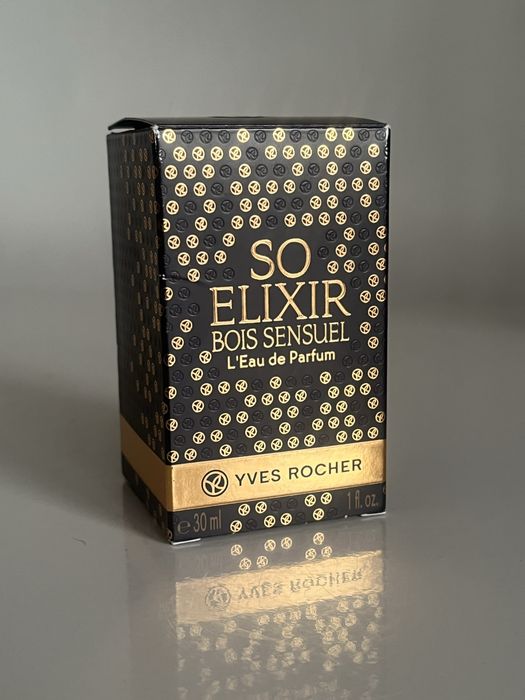 SO
ELIXIR
BOIS SENSUEL
L'Eau de Parfum
YVES ROCHER
e 30 ml 1 fl. oz.